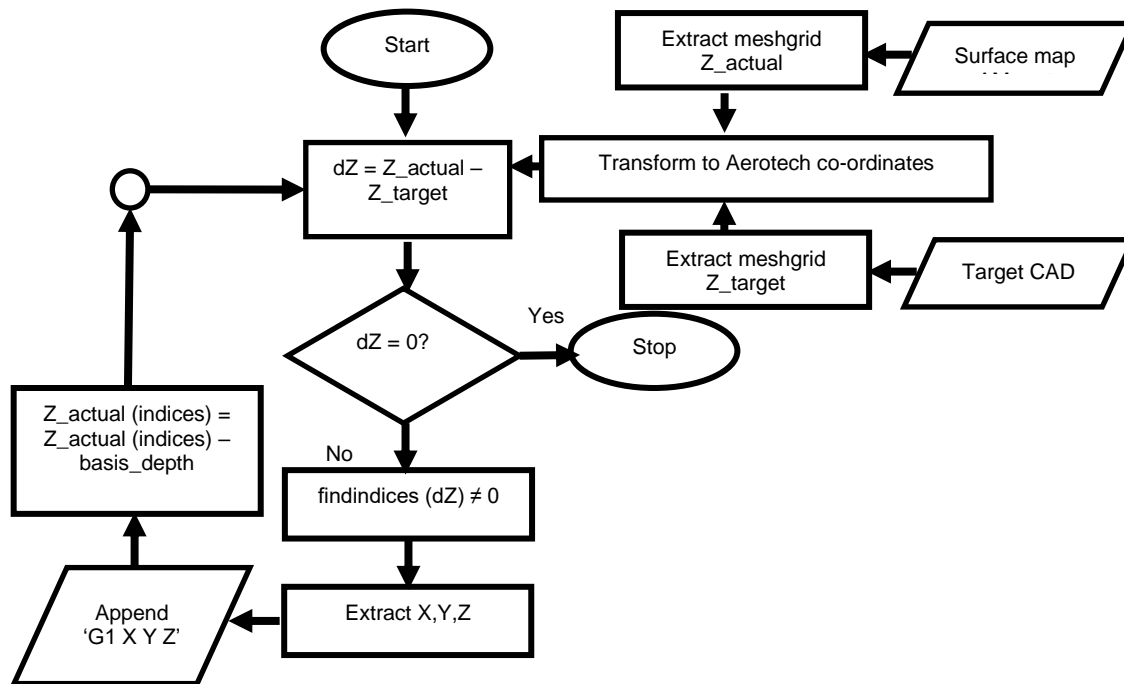 Start
Extract meshgrid
Z_actual
Surface map
dZ = Z_actual –
Z_target
Transform to Aerotech co-ordinates
Extract meshgrid
Z_target
Target CAD
dZ = 0?
Yes
Stop
Z_actual (indices) =
Z_actual (indices) –
basis_depth
No
findindices (dZ) ≠ 0
Append
‘G1 X Y Z’
Extract X,Y,Z